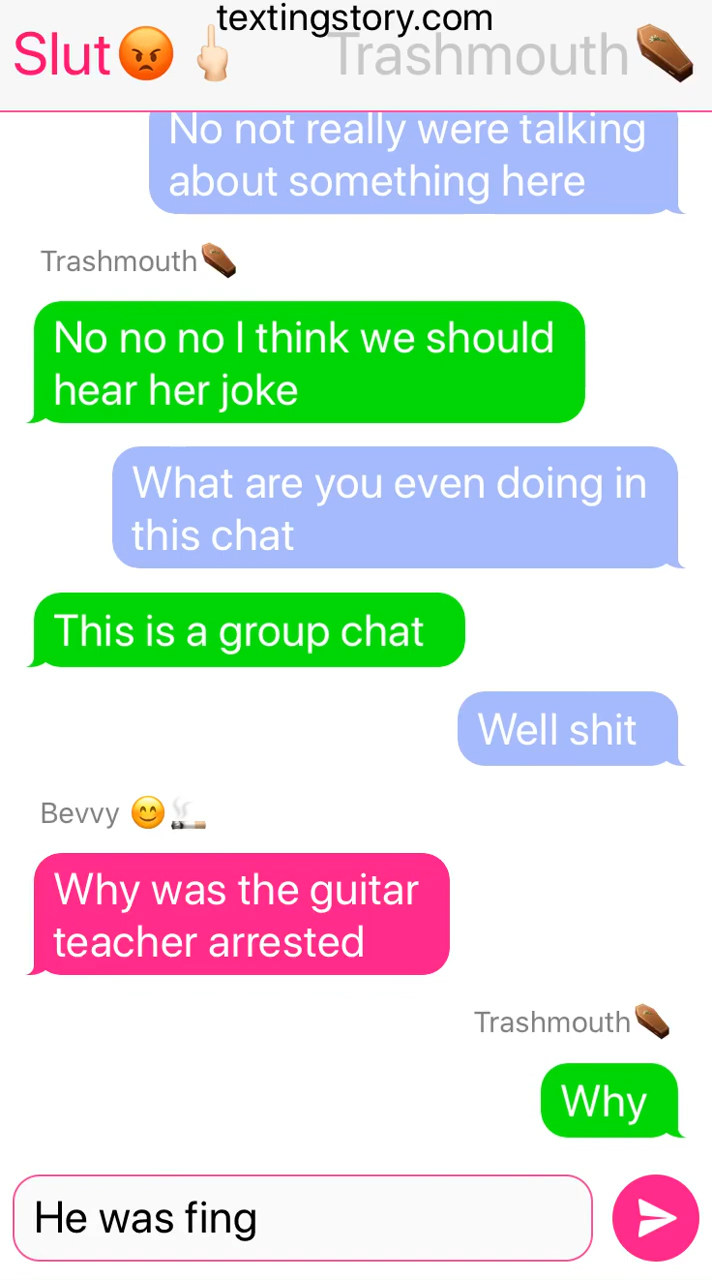 textingstory.com
Slut😡🖕🏻 Trashmouth⚰️
No not really were talking
about something here
Trashmouth⚰️
No no no I think we should
hear her joke
What are you even doing in
this chat
This is a group chat
Well shit
Bevvy 😊🚬
Why was the guitar
teacher arrested
Trashmouth⚰️
Why
He was fing